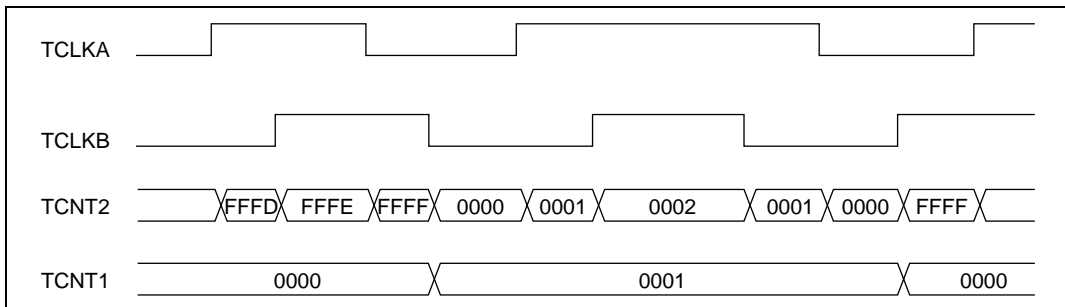 TCLKA
TCLKB
TCNT2 FFFD FFFE FFFF 0000 0001 0002 0001 0000 FFFF
TCNT1 0000 0001 0000